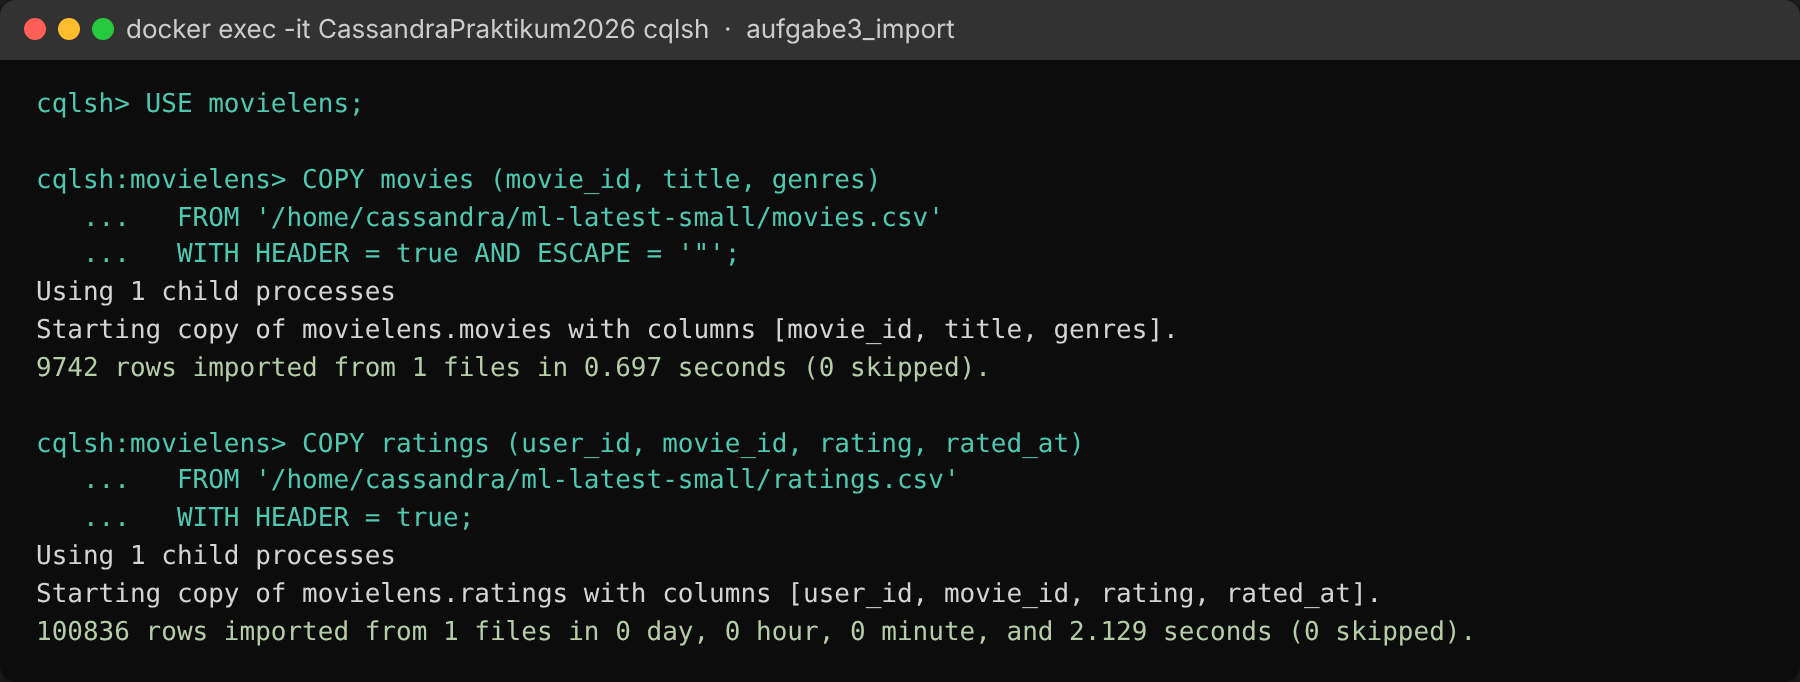 docker exec -it CassandraPraktikum2026 cqlsh · aufgabe3_import
cqlsh> USE movielens;
cqlsh:movielens> COPY movies (movie_id, title, genres)
   ...   FROM '/home/cassandra/ml-latest-small/movies.csv'
   ...   WITH HEADER = true AND ESCAPE = '"';
Using 1 child processes
Starting copy of movielens.movies with columns [movie_id, title, genres].
9742 rows imported from 1 files in 0.697 seconds (0 skipped).
cqlsh:movielens> COPY ratings (user_id, movie_id, rating, rated_at)
   ...   FROM '/home/cassandra/ml-latest-small/ratings.csv'
   ...   WITH HEADER = true;
Using 1 child processes
Starting copy of movielens.ratings with columns [user_id, movie_id, rating, rated_at].
100836 rows imported from 1 files in 0 day, 0 hour, 0 minute, and 2.129 seconds (0 skipped).